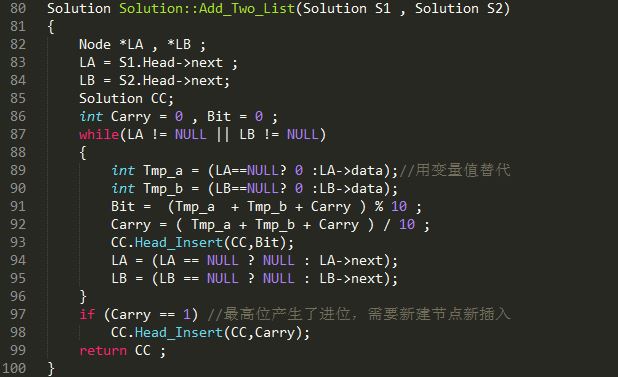 80 Solution Solution::Add_Two_List(Solution S1 , Solution S2)
81 {
82     Node *LA , *LB ;
83     LA = S1.Head->next ;
84     LB = S2.Head->next;
85     Solution CC;
86     int Carry = 0 , Bit = 0 ;
87     while(LA != NULL || LB != NULL)
88     {
89         int Tmp_a = (LA==NULL? 0 :LA->data);//用变量值替代
90         int Tmp_b = (LB==NULL? 0 :LB->data);
91         Bit =  (Tmp_a  + Tmp_b + Carry ) % 10 ;
92         Carry = ( Tmp_a + Tmp_b + Carry ) / 10 ;
93         CC.Head_Insert(CC,Bit);
94         LA = (LA == NULL ? NULL : LA->next);
95         LB = (LB == NULL ? NULL : LB->next);
96     }
97     if (Carry == 1) //最高位产生了进位，需要新建节点新插入
98         CC.Head_Insert(CC,Carry);
99     return CC ;
100 }